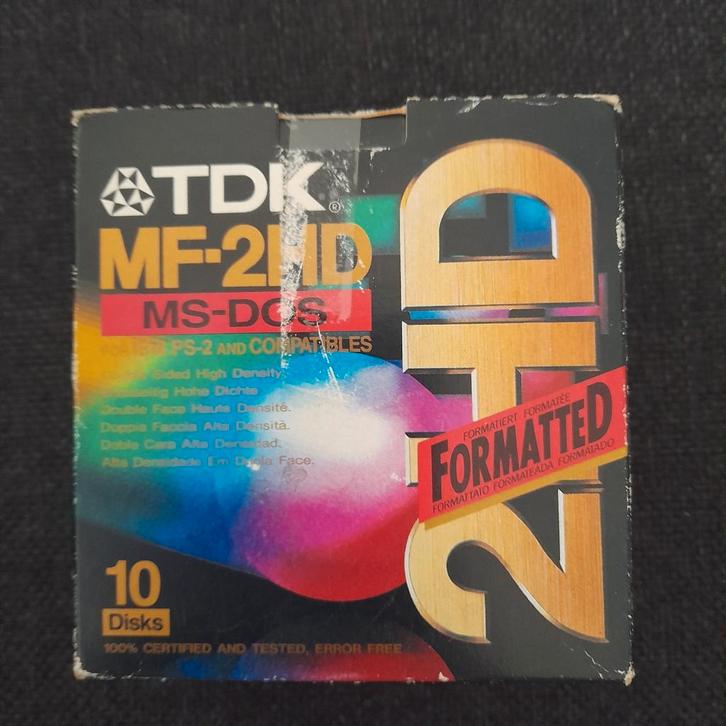 TDK®
MF-2HD
MS-DOS
PS-2 AND COMPATIBLES
Sided High Density
Hohe Dichte
Double Face Haute Densité.
Doppia Faccia Alta Densità.
Doble Cara Alta Densidad.
Alta Densidade Em Dupla Face.
2HD
FORMATIERT FORMATÉE
FORMATTED
FORMATTATO FORMATEADA FORMATADO
10
Disks
100% CERTIFIED AND TESTED, ERROR FREE